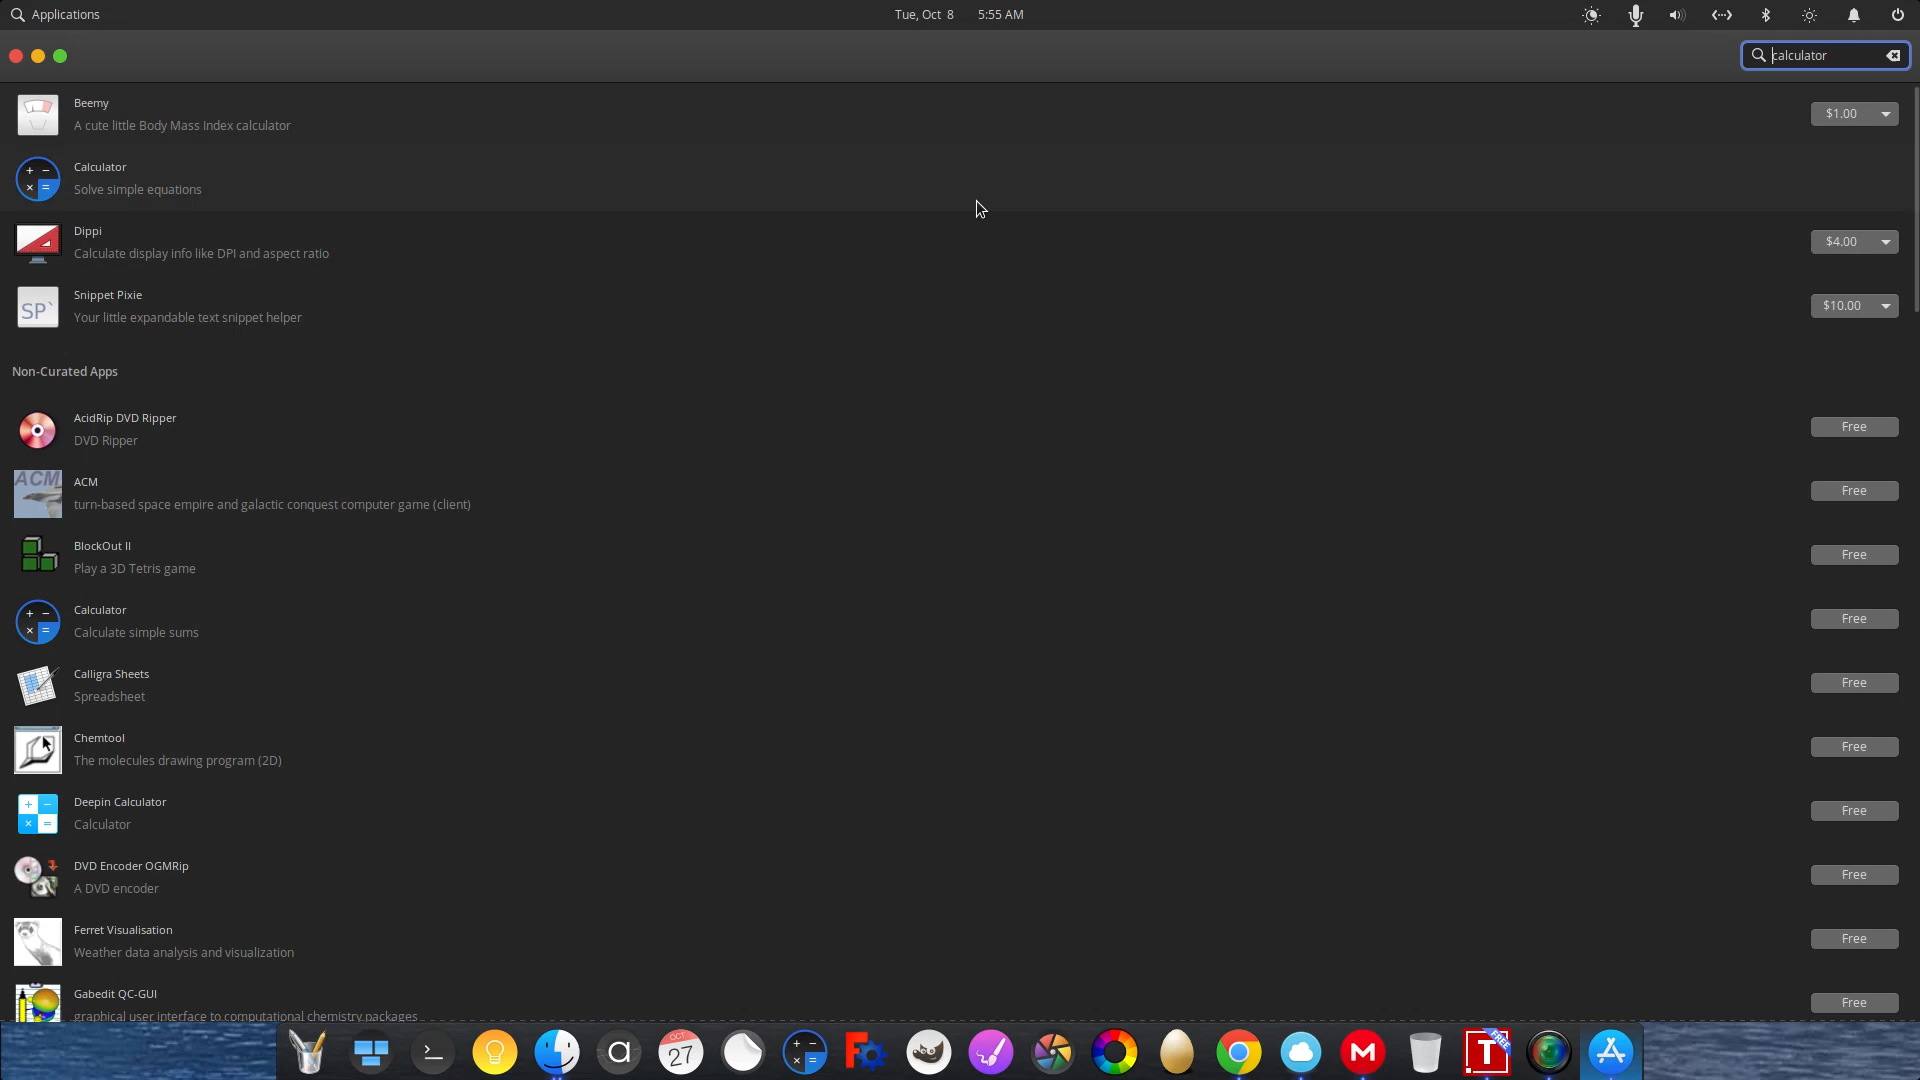 Applications
Tue, Oct 8 5:55 AM
calculator
Beemy
A cute little Body Mass Index calculator
$1.00
Calculator
Solve simple equations
Dippi
Calculate display info like DPI and aspect ratio
$4.00
Snippet Pixie
Your little expandable text snippet helper
$10.00
SP`
Non-Curated Apps
AcidRip DVD Ripper
DVD Ripper
Free
ACM
ACM
turn-based space empire and galactic conquest computer game (client)
Free
BlockOut II
Play a 3D Tetris game
Free
Calculator
Calculate simple sums
Free
Calligra Sheets
Spreadsheet
Free
Chemtool
The molecules drawing program (2D)
Free
Deepin Calculator
Calculator
Free
DVD Encoder OGMRip
A DVD encoder
Free
Ferret Visualisation
Weather data analysis and visualization
Free
Gabedit QC-GUI
graphical user interface to computational chemistry packages
Free
a
OCT
27
F
M
T
FREE